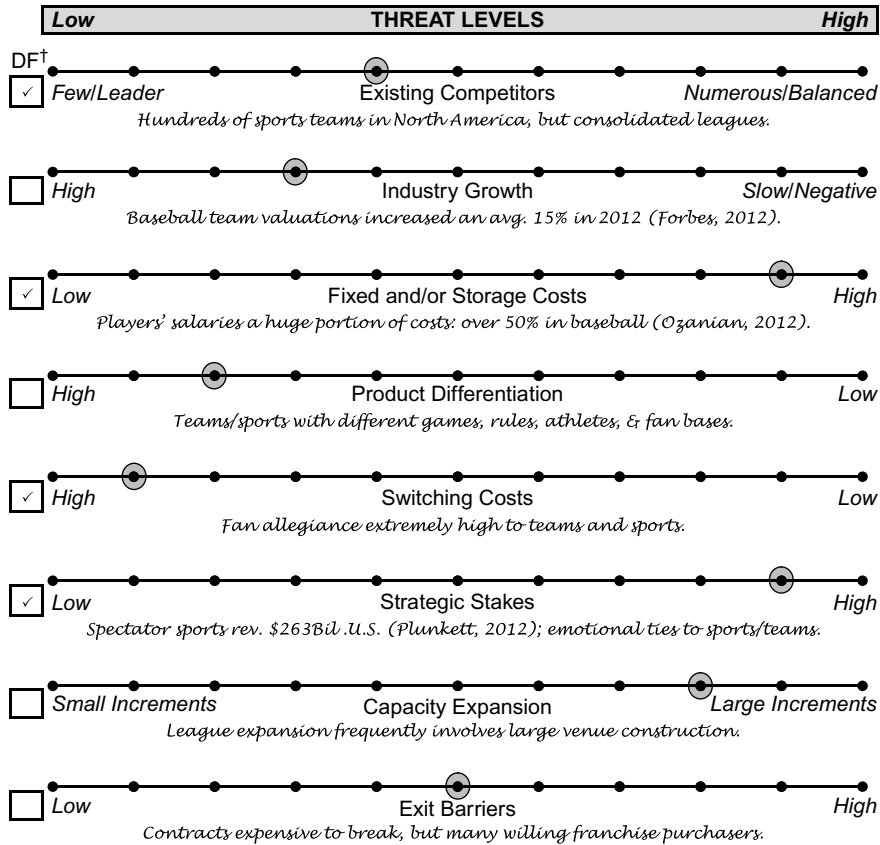 Low THREAT LEVELS High
DF†
✓ Few/Leader Existing Competitors Numerous/Balanced
Hundreds of sports teams in North America, but consolidated leagues.
High Industry Growth Slow/Negative
Baseball team valuations increased an avg. 15% in 2012 (Forbes, 2012).
✓ Low Fixed and/or Storage Costs High
Players' salaries a huge portion of costs: over 50% in baseball (Ozanian, 2012).
High Product Differentiation Low
Teams/sports with different games, rules, athletes, & fan bases.
✓ High Switching Costs Low
Fan allegiance extremely high to teams and sports.
✓ Low Strategic Stakes High
Spectator sports rev. $263Bil .U.S. (Plunkett, 2012); emotional ties to sports/teams.
Small Increments Capacity Expansion Large Increments
League expansion frequently involves large venue construction.
Low Exit Barriers High
Contracts expensive to break, but many willing franchise purchasers.